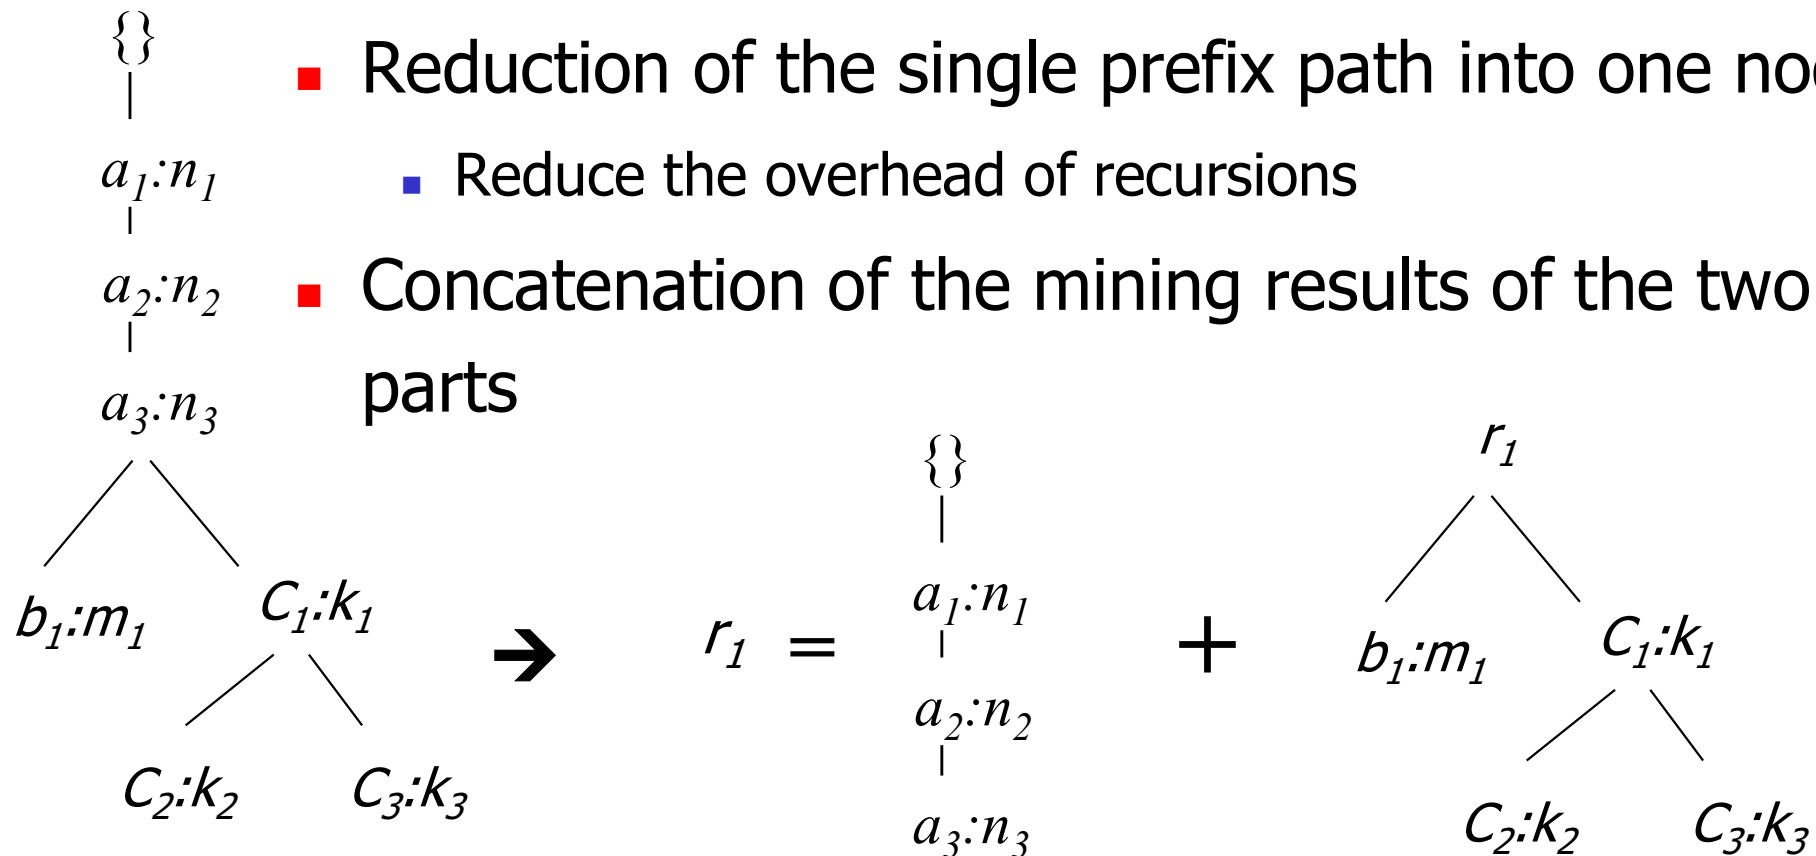 {}
Reduction of the single prefix path into one
a₁:n₁
Reduce the overhead of recursions
a₂:n₂
Concatenation of the mining results of the two
parts
a₃:n₃
{}
r₁
b₁:m₁
C₁:k₁
➔
r₁ =
a₁:n₁
+
b₁:m₁
C₁:k₁
a₂:n₂
C₂:k₂
C₃:k₃
a₃:n₃
C₂:k₂
C₃:k₃